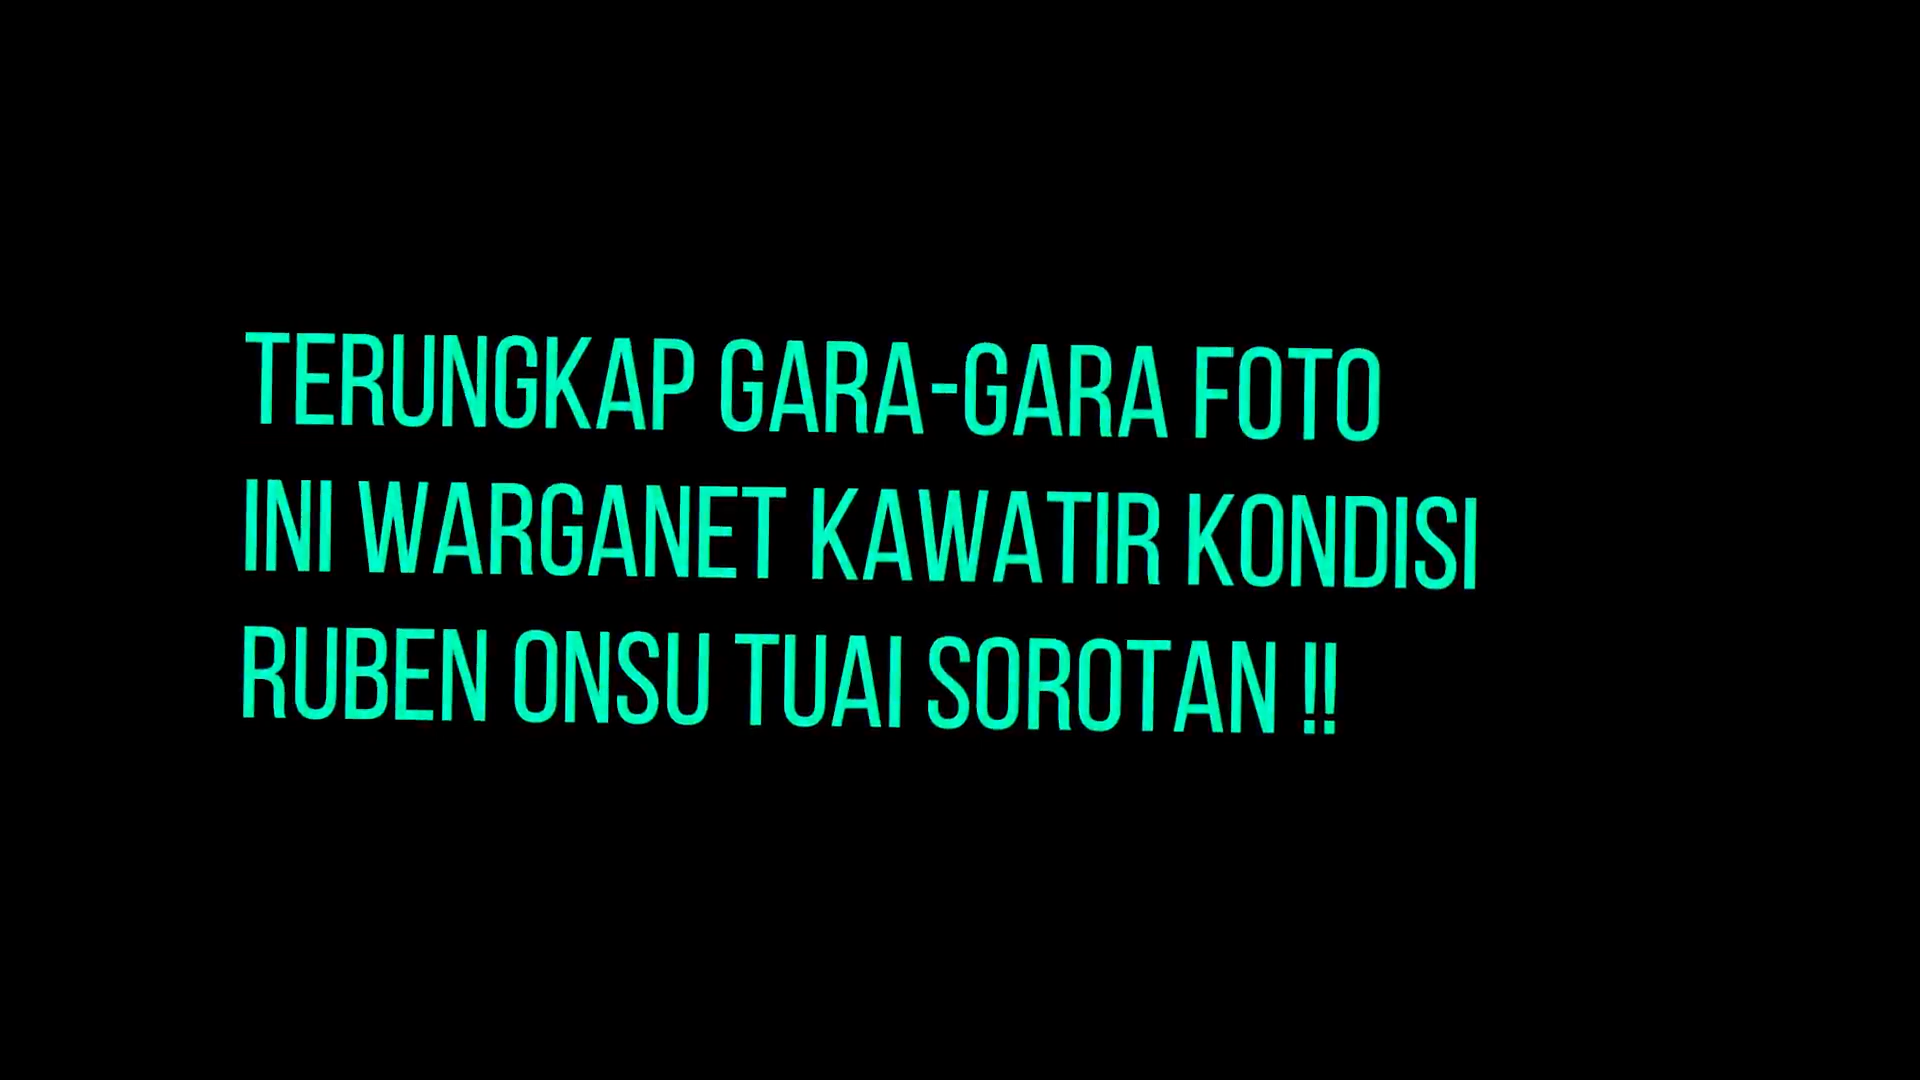 TERUNGKAP GARA-GARA FOTO
INI WARGANET KAWATIR KONDISI
RUBEN ONSU TUAI SOROTAN !!